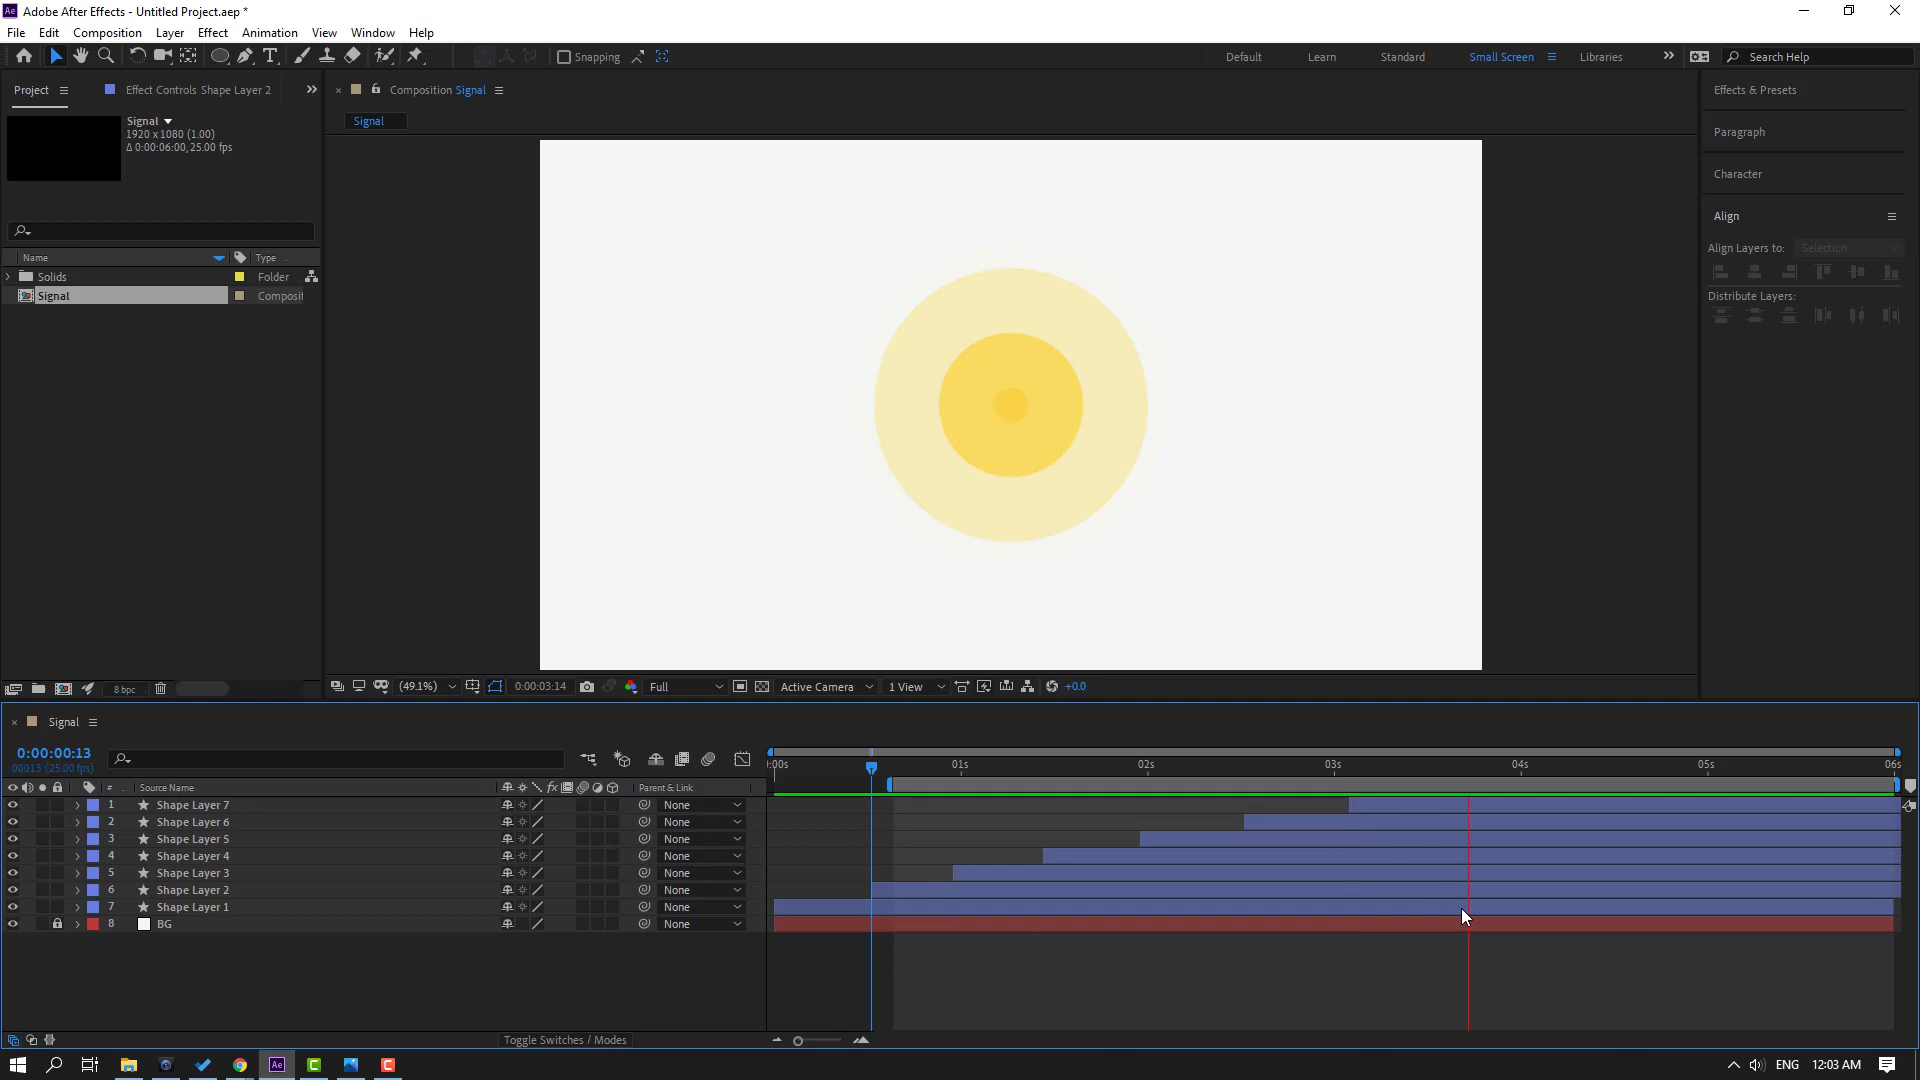 Adobe After Effects - Untitled Project.aep *
File Edit Composition Layer Effect Animation View Window Help
Snapping
Default Learn Standard Small Screen Libraries
Search Help
Project
Effect Controls Shape Layer 2
Composition Signal
Signal
1920 x 1080 (1.00)
Δ 0:00:06:00, 25.00 fps
Signal
Name Type
Solids Folder
Signal Composit
8 bpc
Effects & Presets
Paragraph
Character
Align
Align Layers to: Selection
Distribute Layers:
(49.1%) 0:00:03:14 Full Active Camera 1 View +0.0
Signal
0:00:00:13
00013 (25.00 fps)
:00s 01s 02s 03s 04s 05s 06s
# Source Name fx Parent & Link
1 Shape Layer 7 None
2 Shape Layer 6 None
3 Shape Layer 5 None
4 Shape Layer 4 None
5 Shape Layer 3 None
6 Shape Layer 2 None
7 Shape Layer 1 None
8 BG None
Toggle Switches / Modes
Ae ENG 12:03 AM